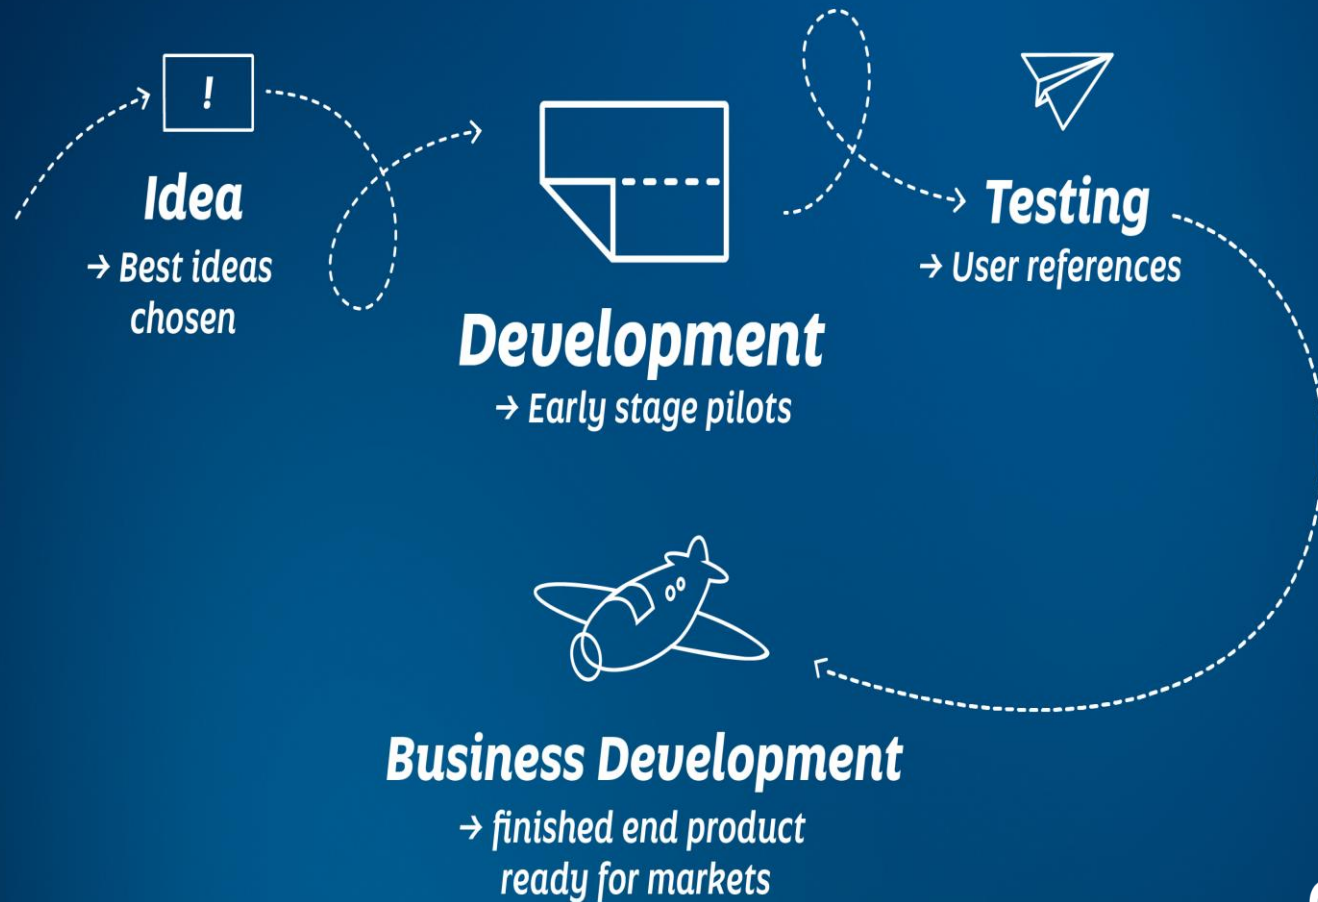 !
Idea
→ Best ideas
chosen
Development
→ Early stage pilots
Testing
→ User references
Business Development
→ finished end product
ready for markets